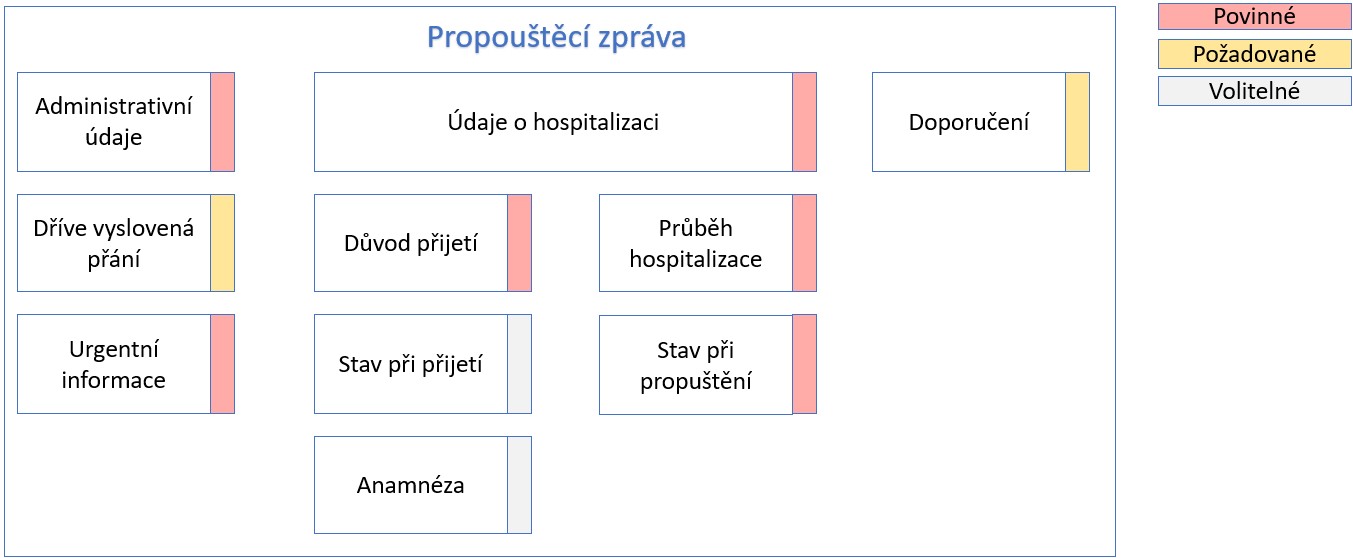 Propouštěcí zpráva
Povinné
Požadované
Volitelné
Administrativní
údaje
Údaje o hospitalizaci
Doporučení
Dříve vyslovená
přání
Důvod přijetí
Průběh
hospitalizace
Urgentní
informace
Stav při přijetí
Stav při
propuštění
Anamnéza